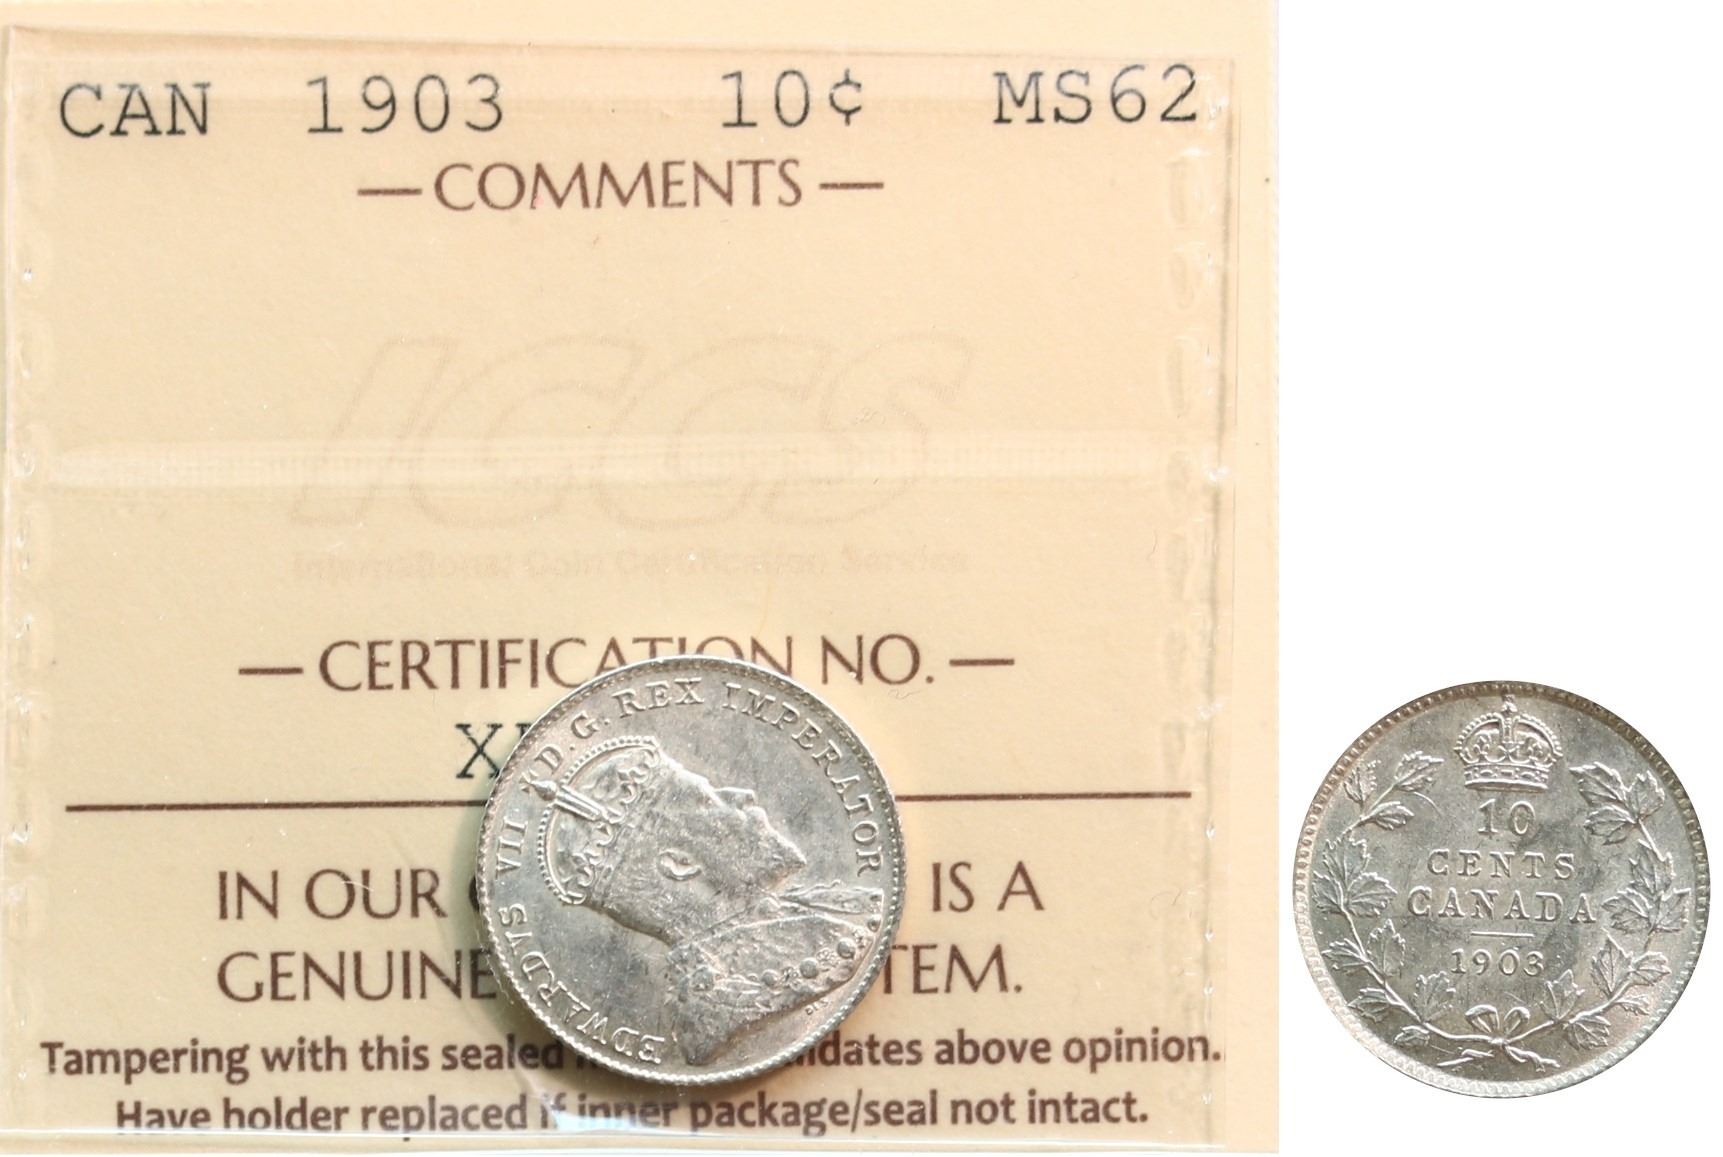 CAN 1903 10¢ MS62
— COMMENTS —
ICCS
International Coin Certification Service
— CERTIFICATION NO. —
IN OUR IS A
GENUINE
Tampering with this sealed above opinion.
Have holder replaced if inner package/seal not intact.
EDWARDVS VII D.G. REX IMPERATOR
10
CENTS
CANADA
1903